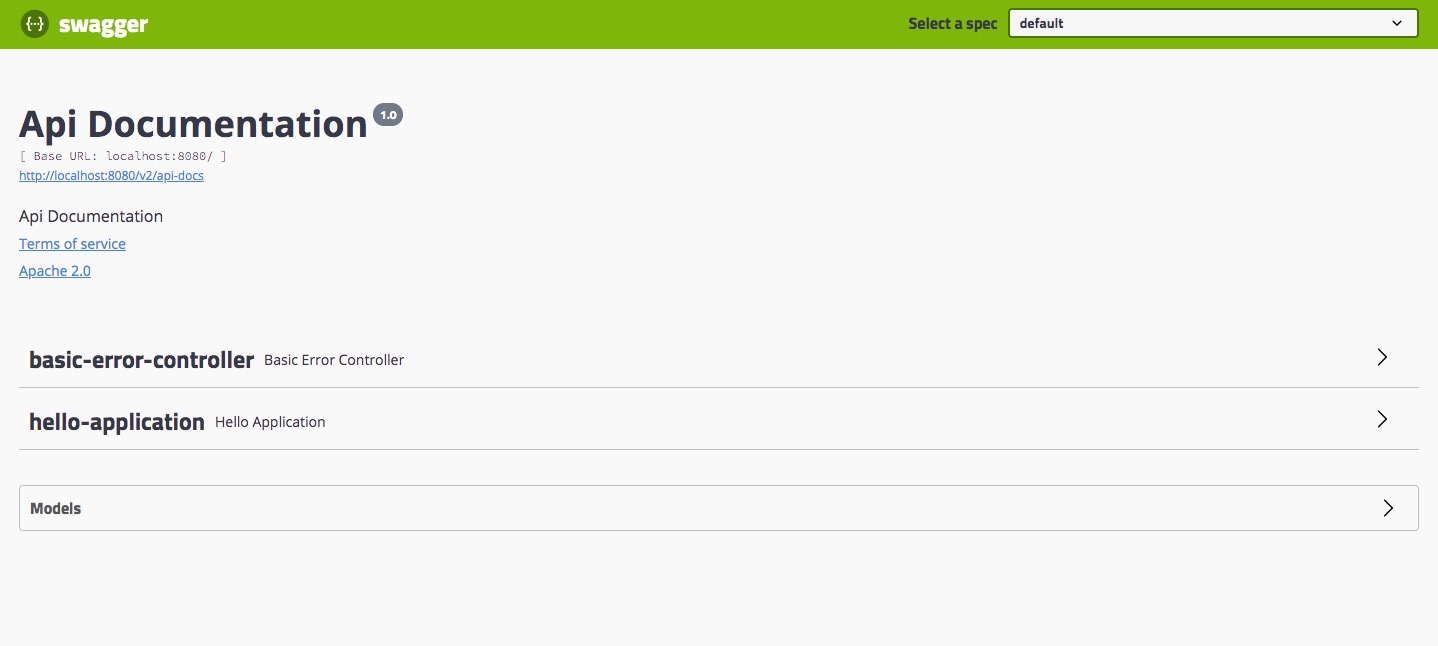 swagger
Select a spec
default
Api Documentation 1.0
[ Base URL: localhost:8080/ ]
http://localhost:8080/v2/api-docs
Api Documentation
Terms of service
Apache 2.0
basic-error-controller Basic Error Controller
hello-application Hello Application
Models